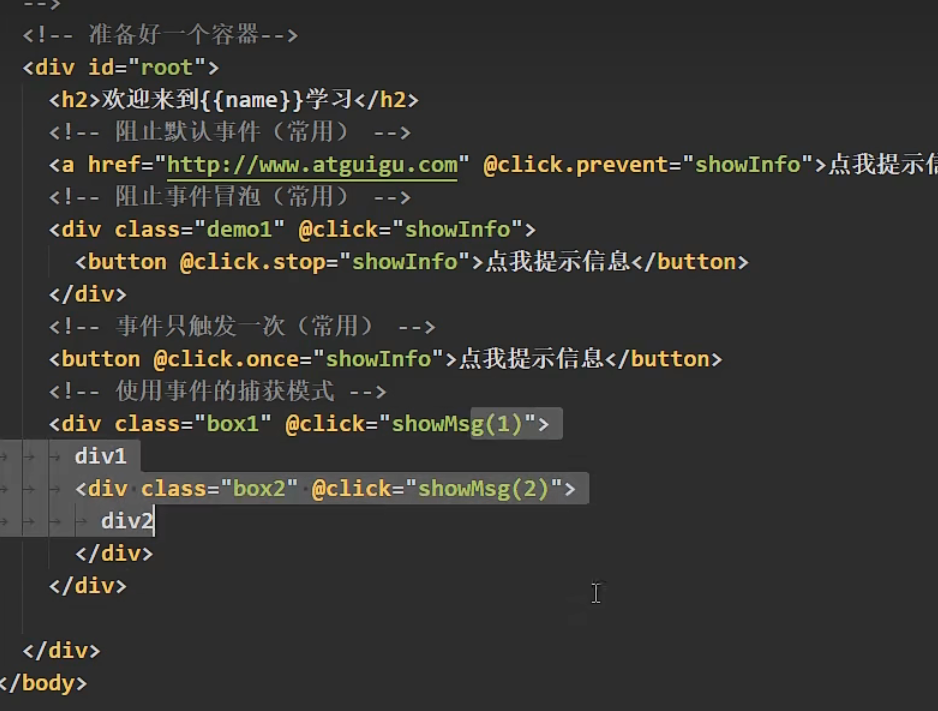 -->
<!-- 准备好一个容器-->
<div id="root">
<h2>欢迎来到{{name}}学习</h2>
<!-- 阻止默认事件（常用） -->
<a href="http://www.atguigu.com" @click.prevent="showInfo">点我提示信
<!-- 阻止事件冒泡（常用） -->
<div class="demo1" @click="showInfo">
<button @click.stop="showInfo">点我提示信息</button>
</div>
<!-- 事件只触发一次（常用） -->
<button @click.once="showInfo">点我提示信息</button>
<!-- 使用事件的捕获模式 -->
<div class="box1" @click="showMsg(1)">
div1
<div class="box2" @click="showMsg(2)">
div2
</div>
</div>
</div>
</body>